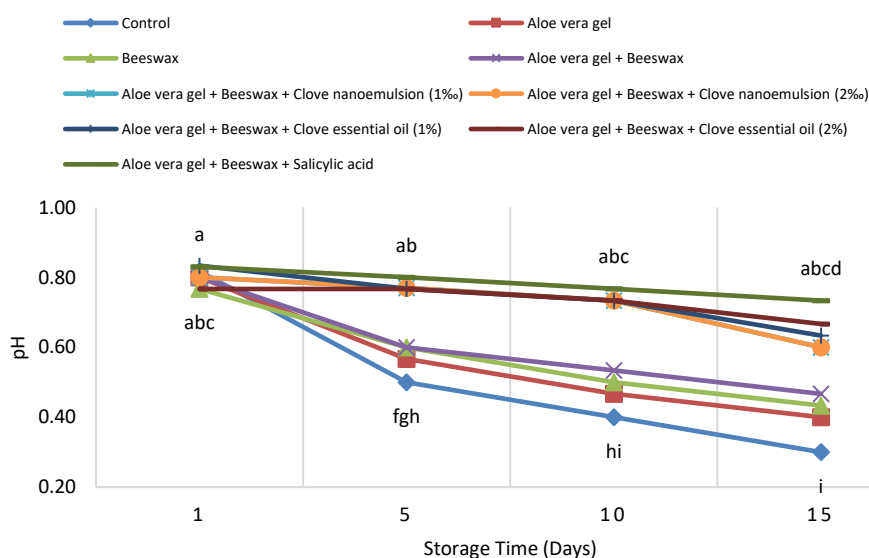 Control
Aloe vera gel
Beeswax
Aloe vera gel + Beeswax
Aloe vera gel + Beeswax + Clove nanoemulsion (1‰)
Aloe vera gel + Beeswax + Clove nanoemulsion (2‰)
Aloe vera gel + Beeswax + Clove essential oil (1%)
Aloe vera gel + Beeswax + Clove essential oil (2%)
Aloe vera gel + Beeswax + Salicylic acid
1.00
0.80
0.60
0.40
0.20
pH
a
ab
abc
abcd
abc
fgh
hi
i
1
5
10
15
Storage Time (Days)